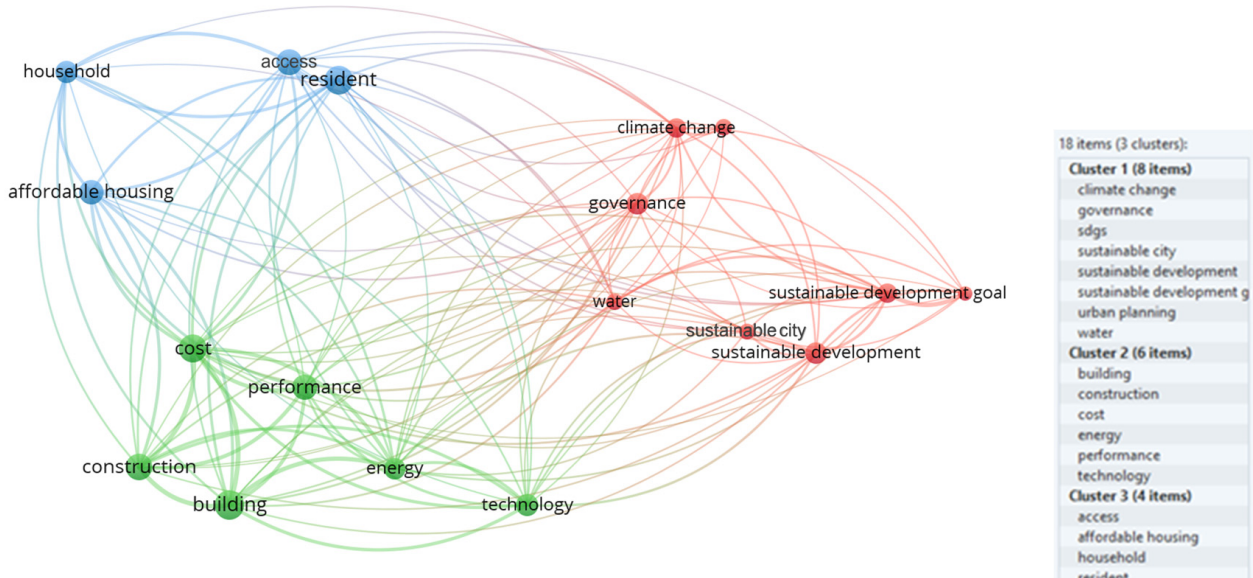 access
household
resident
climate change
affordable housing
governance
water
sustainable development goal
sustainable city
sustainable development
cost
performance
construction
energy
building
technology
18 items (3 clusters):
Cluster 1 (8 items)
climate change
governance
sdgs
sustainable city
sustainable development
sustainable development g
urban planning
water
Cluster 2 (6 items)
building
construction
cost
energy
performance
technology
Cluster 3 (4 items)
access
affordable housing
household
resident